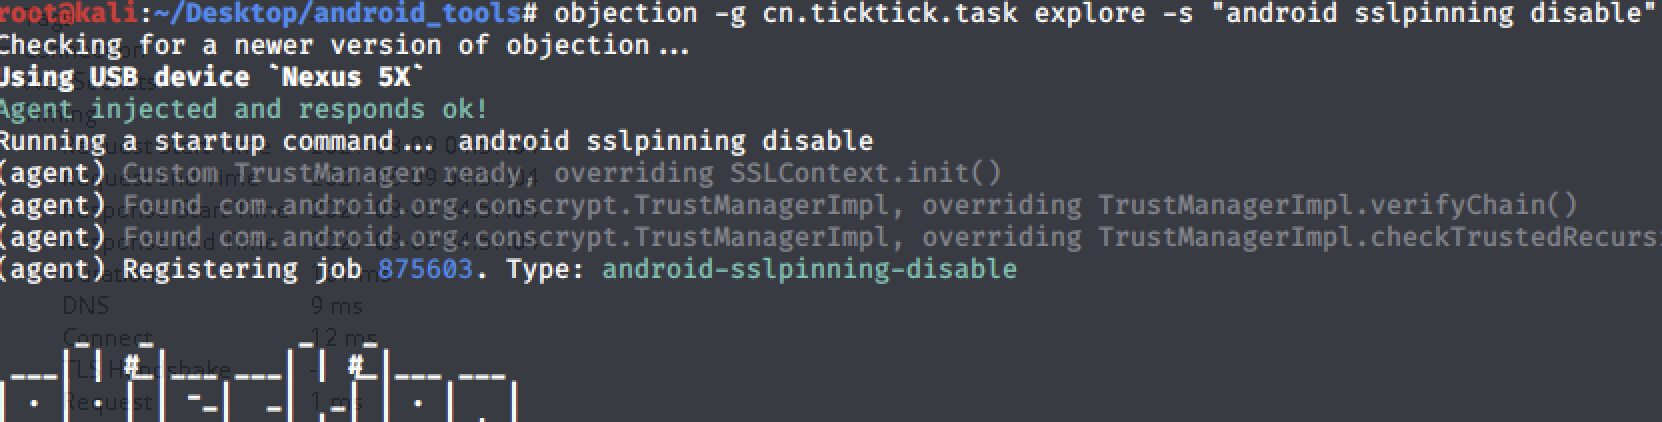 root@kali:~/Desktop/android_tools# objection -g cn.ticktick.task explore -s "android sslpinning disable"
Checking for a newer version of objection...
Using USB device `Nexus 5X`
Agent injected and responds ok!
Running a startup command... android sslpinning disable
(agent) Custom TrustManager ready, overriding SSLContext.init()
(agent) Found com.android.org.conscrypt.TrustManagerImpl, overriding TrustManagerImpl.verifyChain()
(agent) Found com.android.org.conscrypt.TrustManagerImpl, overriding TrustManagerImpl.checkTrustedRecurs
(agent) Registering job 875603. Type: android-sslpinning-disable
DNS 9 ms
Connect 12 ms
TLS Handshake
Request 1 ms